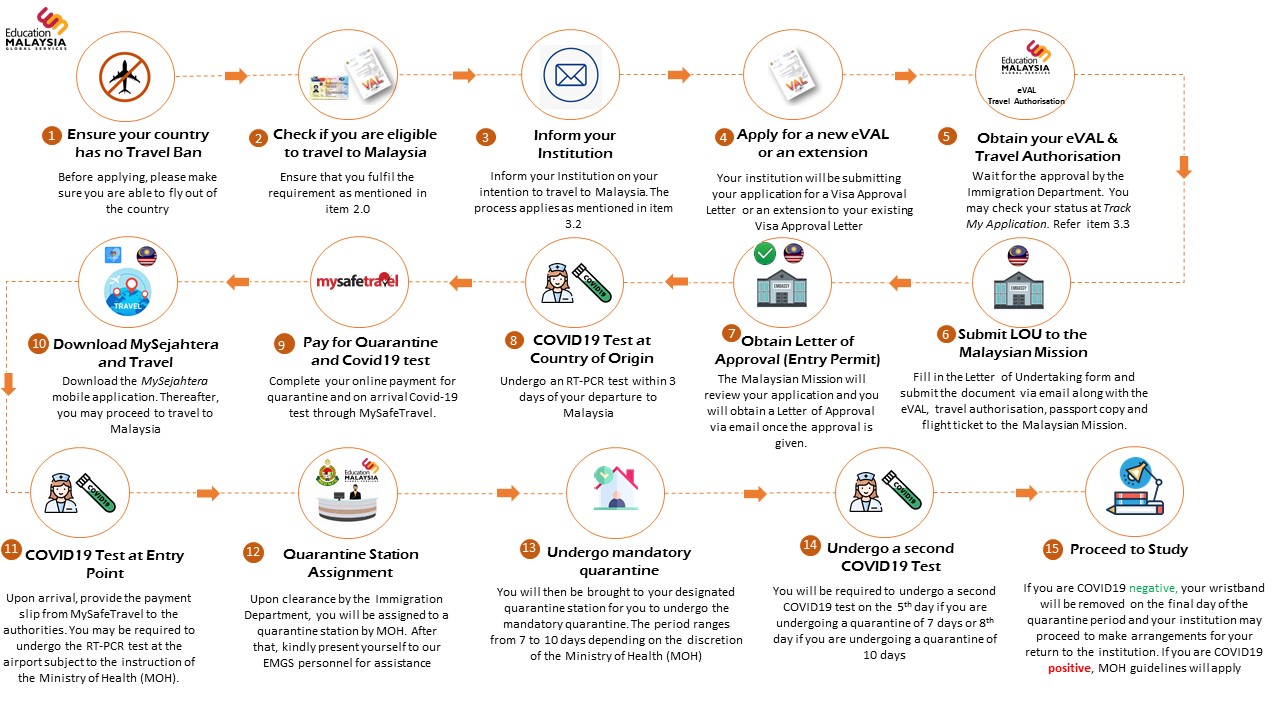 Education
MALAYSIA
GLOBAL SERVICES
VAL
VAL
Education
MALAYSIA
GLOBAL SERVICES
eVAL
Travel Authorisation
1 Ensure your country
has no Travel Ban
Before applying, please make
sure you are able to fly out of
the country
2 Check if you are eligible
to travel to Malaysia
Ensure that you fulfil the
requirement as mentioned in
item 2.0
3 Inform your
Institution
Inform your Institution on your
intention to travel to Malaysia. The
process applies as mentioned in item
3.2
4 Apply for a new eVAL
or an extension
Your institution will be submitting
your application for a Visa Approval
Letter or an extension to your existing
Visa Approval Letter
5 Obtain your eVAL &
Travel Authorisation
Wait for the approval by the
Immigration Department. You
may check your status at Track
My Application. Refer item 3.3
EMBASSY
6 Submit LOU to the
Malaysian Mission
Fill in the Letter of Undertaking form and
submit the document via email along with the
eVAL, travel authorisation, passport copy and
flight ticket to the Malaysian Mission.
EMBASSY
7 Obtain Letter of
Approval (Entry Permit)
The Malaysian Mission will
review your application and you
will obtain a Letter of Approval
via email once the approval is
given.
COVID19
8 COVID19 Test at
Country of Origin
Undergo an RT-PCR test within 3
days of your departure to
Malaysia
mysafetravel
9 Pay for Quarantine
and Covid19 test
Complete your online payment for
quarantine and on arrival Covid-19
test through MySafeTravel.
TRAVEL
10 Download MySejahtera
and Travel
Download the MySejahtera
mobile application. Thereafter,
you may proceed to travel to
Malaysia
COVID19
11 COVID19 Test at Entry
Point
Upon arrival, provide the payment
slip from MySafeTravel to the
authorities. You may be required to
undergo the RT-PCR test at the
airport subject to the instruction of
the Ministry of Health (MOH).
Education
MALAYSIA
GLOBAL SERVICES
12 Quarantine Station
Assignment
Upon clearance by the Immigration
Department, you will be assigned to a
quarantine station by MOH. After
that, kindly present yourself to our
EMGS personnel for assistance
13 Undergo mandatory
quarantine
You will then be brought to your designated
quarantine station for you to undergo the
mandatory quarantine. The period ranges
from 7 to 10 days depending on the discretion
of the Ministry of Health (MOH)
COVID19
14 Undergo a second
COVID19 Test
You will be required to undergo a second
COVID19 test on the 5th day if you are
undergoing a quarantine of 7 days or 8th
day if you are undergoing a quarantine of
10 days
15 Proceed to Study
If you are COVID19 negative, your wristband
will be removed on the final day of the
quarantine period and your institution may
proceed to make arrangements for your
return to the institution. If you are COVID19
positive, MOH guidelines will apply